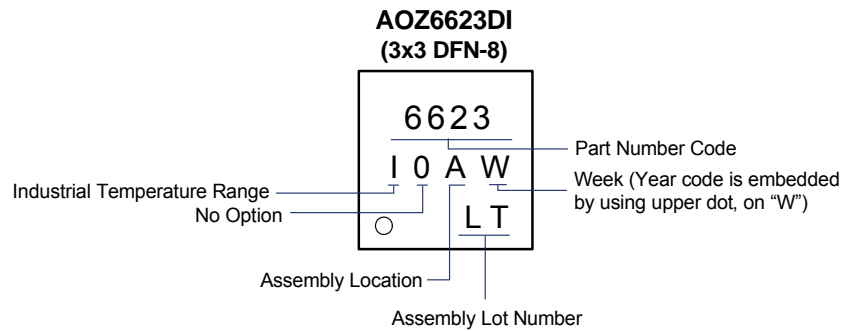 AOZ6623DI
(3x3 DFN-8)
6623
Part Number Code
I 0 A W
Week (Year code is embedded
by using upper dot, on “W”)
Industrial Temperature Range
No Option
L T
Assembly Location
Assembly Lot Number